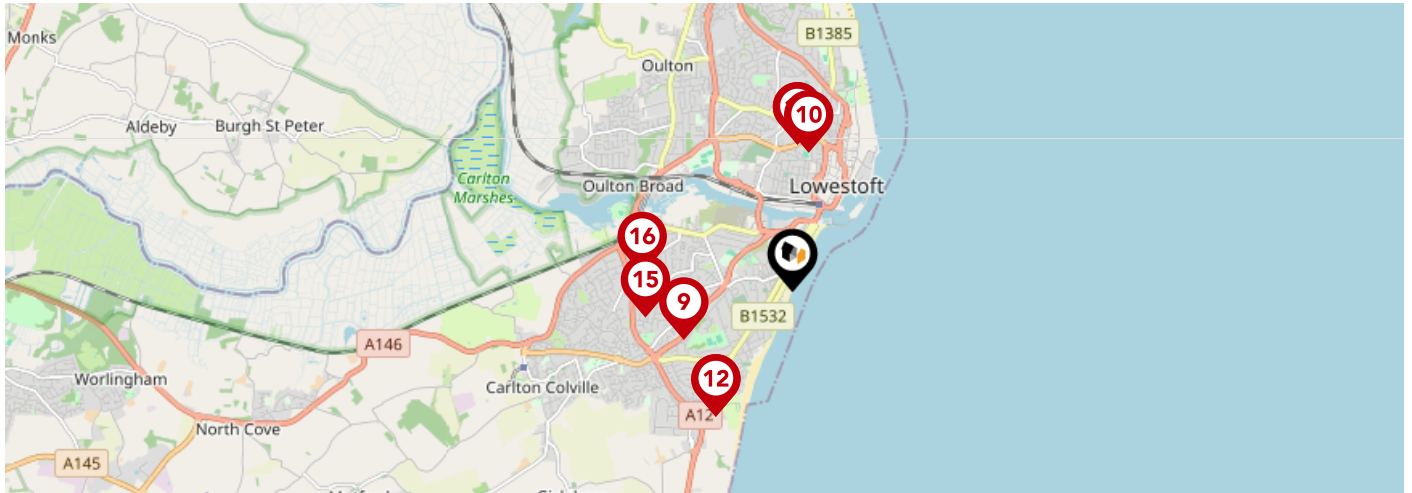 B1385
Monks
Oulton
10
Aldeby
Burgh St Peter
Carlton
Marshes
Oulton Broad
Lowestoft
16
15
9
B1532
A146
Worlingham
Carlton Colville
12
A12
North Cove
A145